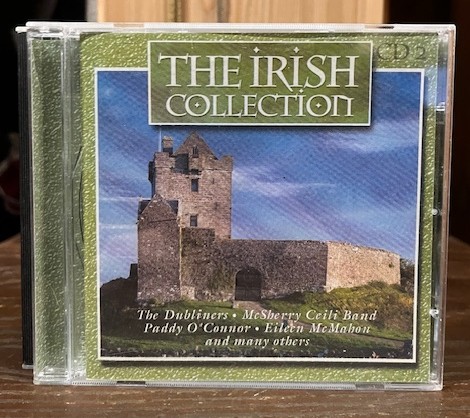 THE IRISH
COLLECTION
CD 2
The Dubliners • McSherry Ceili Band
Paddy O'Connor • Eileen McMahon
and many others